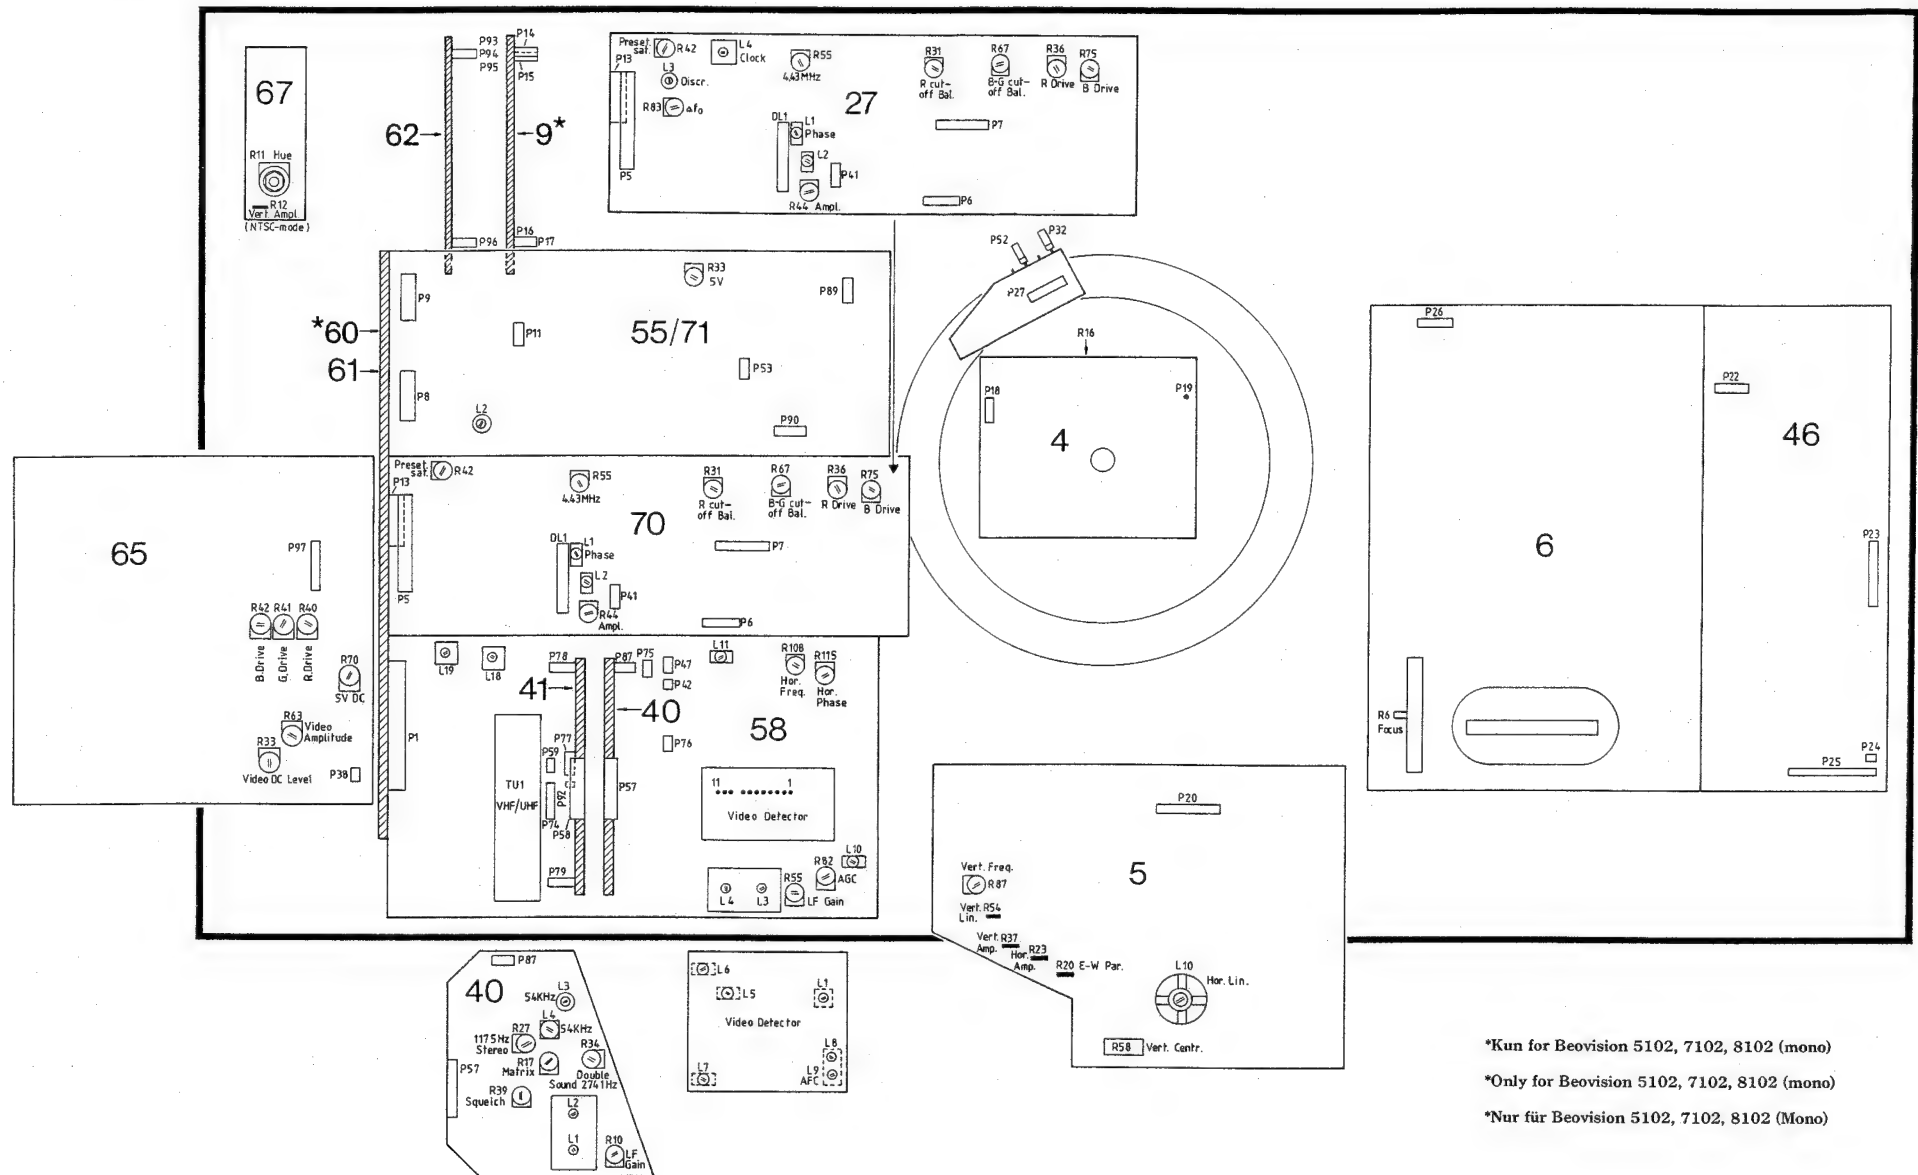 67
R11 Hue
R12
Vert. Ampl.
(NTSC-mode)
P93
P94
P95
P14
P15
62
9*
P96
P16
P17
Preset
sat.
R42
L4
Clock
P13
L3
Discr.
R83
Δfo
R55
4.43MHz
27
R31
R cut-
off Bal.
R67
B-G cut-
off Bal.
R36
R Drive
R75
B Drive
DL1
L1
Phase
L2
P41
R44 Ampl.
P7
P5
P6
*60
61
P9
P8
P11
L2
R33
5V
55/71
P89
P53
P90
P52
P32
P27
R16
P18
P19
4
P26
6
P22
46
P23
R6
Focus
P24
P25
65
P97
R42
R41
R40
B.Drive
G.Drive
R.Drive
R70
5V DC
R63
Video
Amplitude
R33
Video DC Level
P38
Preset
sat.
R42
P13
R55
4.43MHz
70
R31
R cut-
off Bal.
R67
B-G cut-
off Bal.
R36
R Drive
R75
B Drive
DL1
L1
Phase
L2
P41
R44
Ampl.
P7
P5
P6
L19
L18
P78
P87
P75
P47
P42
L11
R108
Hor.
Freq.
R115
Hor.
Phase
41
40
58
P1
P76
P77
P59
TU1
VHF/UHF
P92
P74
P58
P57
11
1
Video Detector
P79
L4
L3
R55
LF Gain
R82
AGC
L10
P20
5
Vert. Freq.
R87
Vert.
Lin.
R54
Vert.
Amp.
R37
Hor.
Amp.
R23
R20 E-W Par.
L10
Hor. Lin.
R58
Vert. Centr.
P87
40
L3
54KHz
L4
54KHz
R27
117.5Hz
Stereo
R17
Matrix
R34
Double
Sound 274.1Hz
P57
R39
Squelch
L2
L1
R10
LF
Gain
L6
L5
L1
Video Detector
L7
L8
L9
AFC
*Kun for Beovision 5102, 7102, 8102 (mono)
*Only for Beovision 5102, 7102, 8102 (mono)
*Nur für Beovision 5102, 7102, 8102 (Mono)